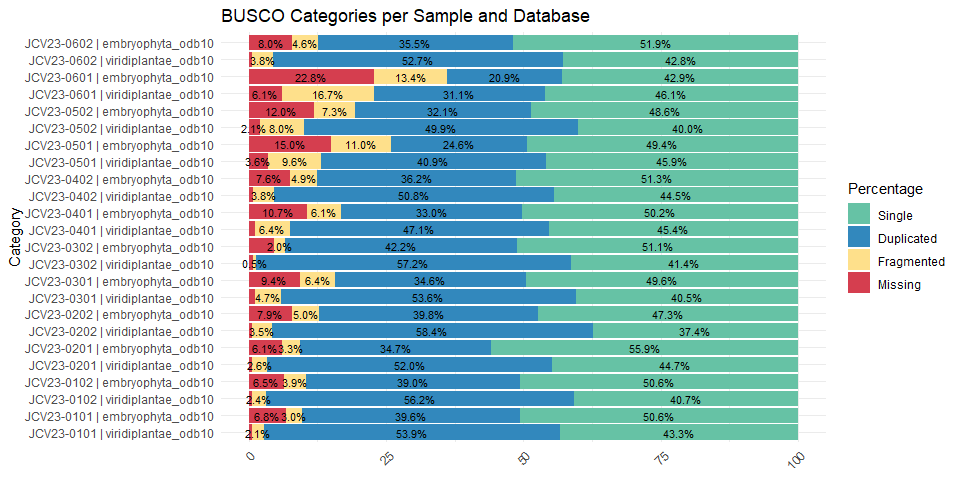 BUSCO Categories per Sample and Database
JCV23-0602 | embryophyta_odb10 8.0% 4.6% 35.5% 51.9%
JCV23-0602 | viridiplantae_odb10 3.8% 52.7% 42.8%
JCV23-0601 | embryophyta_odb10 22.8% 13.4% 20.9% 42.9%
JCV23-0601 | viridiplantae_odb10 6.1% 16.7% 31.1% 46.1%
JCV23-0502 | embryophyta_odb10 12.0% 7.3% 32.1% 48.6%
JCV23-0502 | viridiplantae_odb10 2.1% 8.0% 49.9% 40.0%
JCV23-0501 | embryophyta_odb10 15.0% 11.0% 24.6% 49.4%
JCV23-0501 | viridiplantae_odb10 3.6% 9.6% 40.9% 45.9%
JCV23-0402 | embryophyta_odb10 7.6% 4.9% 36.2% 51.3%
JCV23-0402 | viridiplantae_odb10 3.8% 50.8% 44.5%
JCV23-0401 | embryophyta_odb10 10.7% 6.1% 33.0% 50.2%
JCV23-0401 | viridiplantae_odb10 6.4% 47.1% 45.4%
JCV23-0302 | embryophyta_odb10 2.0% 42.2% 51.1%
JCV23-0302 | viridiplantae_odb10 0.5% 57.2% 41.4%
JCV23-0301 | embryophyta_odb10 9.4% 6.4% 34.6% 49.6%
JCV23-0301 | viridiplantae_odb10 4.7% 53.6% 40.5%
JCV23-0202 | embryophyta_odb10 7.9% 5.0% 39.8% 47.3%
JCV23-0202 | viridiplantae_odb10 3.5% 58.4% 37.4%
JCV23-0201 | embryophyta_odb10 6.1% 3.3% 34.7% 55.9%
JCV23-0201 | viridiplantae_odb10 2.6% 52.0% 44.7%
JCV23-0102 | embryophyta_odb10 6.5% 3.9% 39.0% 50.6%
JCV23-0102 | viridiplantae_odb10 2.4% 56.2% 40.7%
JCV23-0101 | embryophyta_odb10 6.8% 3.0% 39.6% 50.6%
JCV23-0101 | viridiplantae_odb10 2.1% 53.9% 43.3%
Category
0 25 50 75 100
Percentage
Single
Duplicated
Fragmented
Missing